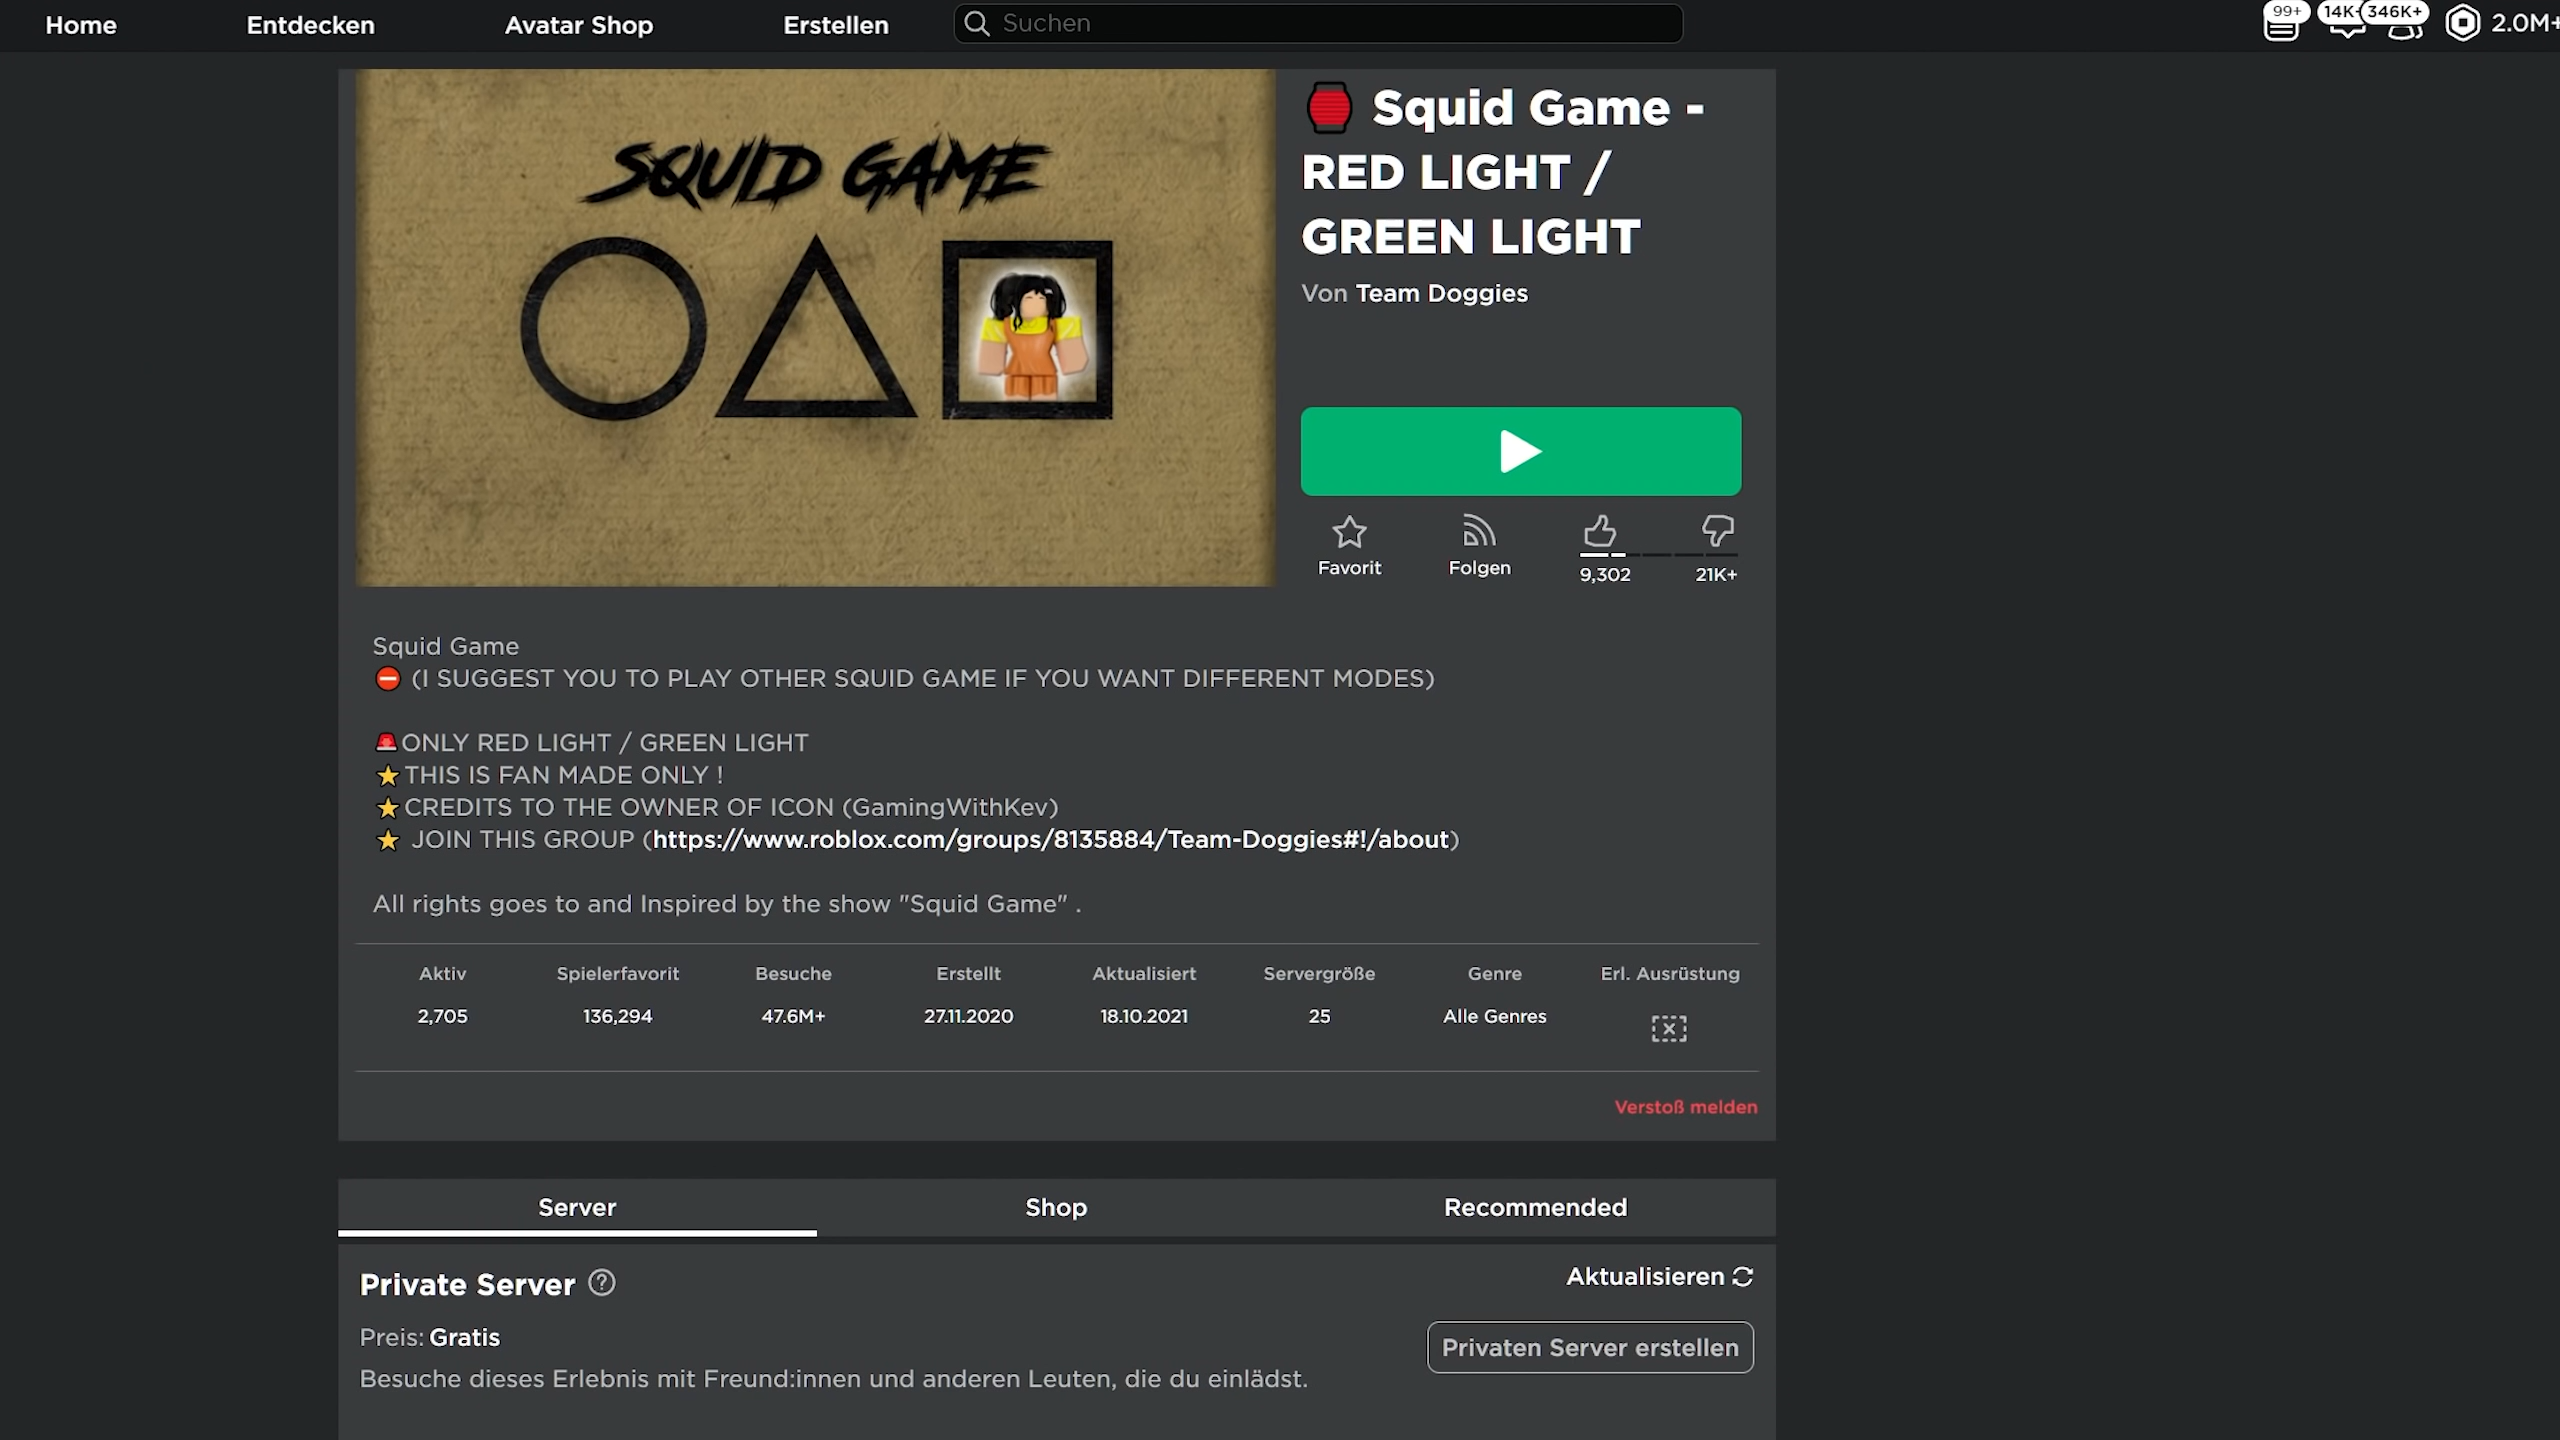 Home Entdecken Avatar Shop Erstellen Suchen 99+ 346K+
SQUID GAME
Squid Game -
RED LIGHT /
GREEN LIGHT
Von Team Doggies
Favorit Folgen 9,302 21K+
Squid Game
(I SUGGEST YOU TO PLAY OTHER SQUID GAME IF YOU WANT DIFFERENT MODES)
ONLY RED LIGHT / GREEN LIGHT
THIS IS FAN MADE ONLY !
CREDITS TO THE OWNER OF ICON (GamingWithKev)
JOIN THIS GROUP (https://www.roblox.com/groups/8135884/Team-Doggies#!/about)
All rights goes to and Inspired by the show "Squid Game" .
Aktiv Spielerfavorit Besuche Erstellt Aktualisiert Servergröße Genre Erl. Ausrüstung
2,705 136,294 47.6M+ 27.11.2020 18.10.2021 25 Alle Genres
Verstoß melden
Server Shop Recommended
Private Server
Aktualisieren
Preis: Gratis
Privaten Server erstellen
Besuche dieses Erlebnis mit Freund:innen und anderen Leuten, die du einlädst.